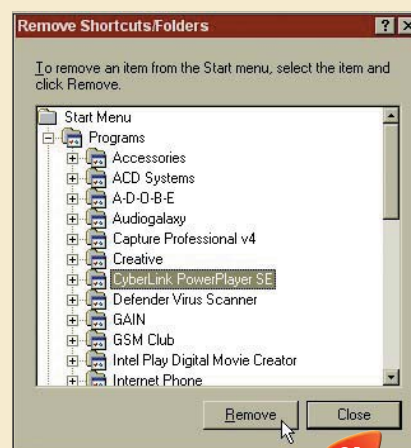 Remove Shortcuts/Folders
To remove an item from the Start menu, select the item and
click Remove.
Start Menu
Programs
Accessories
ACD Systems
A-D-O-B-E
Audiogalaxy
Capture Professional v4
Creative
CyberLink PowerPlayer SE
Defender Virus Scanner
GAIN
GSM Club
Intel Play Digital Movie Creator
Internet Phone
Remove Close